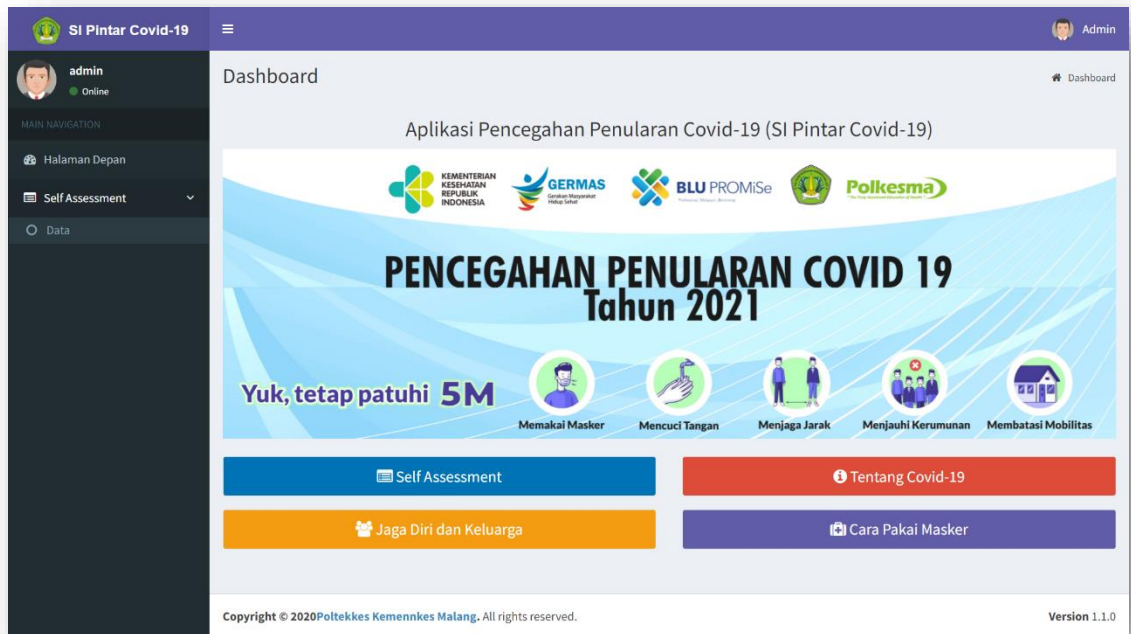 SI Pintar Covid-19
Admin
admin
Online
MAIN NAVIGATION
Halaman Depan
Self Assessment
Data
Dashboard
Dashboard
Aplikasi Pencegahan Penularan Covid-19 (SI Pintar Covid-19)
KEMENTERIAN
KESEHATAN
REPUBLIK
INDONESIA
GERMAS
Gerakan Masyarakat
Hidup Sehat
BLU PROMiSe
Polkesma
PENCEGAHAN PENULARAN COVID 19
Tahun 2021
Yuk, tetap patuhi 5M
Memakai Masker
Mencuci Tangan
Menjaga Jarak
Menjauhi Kerumunan
Membatasi Mobilitas
Self Assessment
Tentang Covid-19
Jaga Diri dan Keluarga
Cara Pakai Masker
Copyright © 2020Poltekkes Kemennkes Malang. All rights reserved.
Version 1.1.0